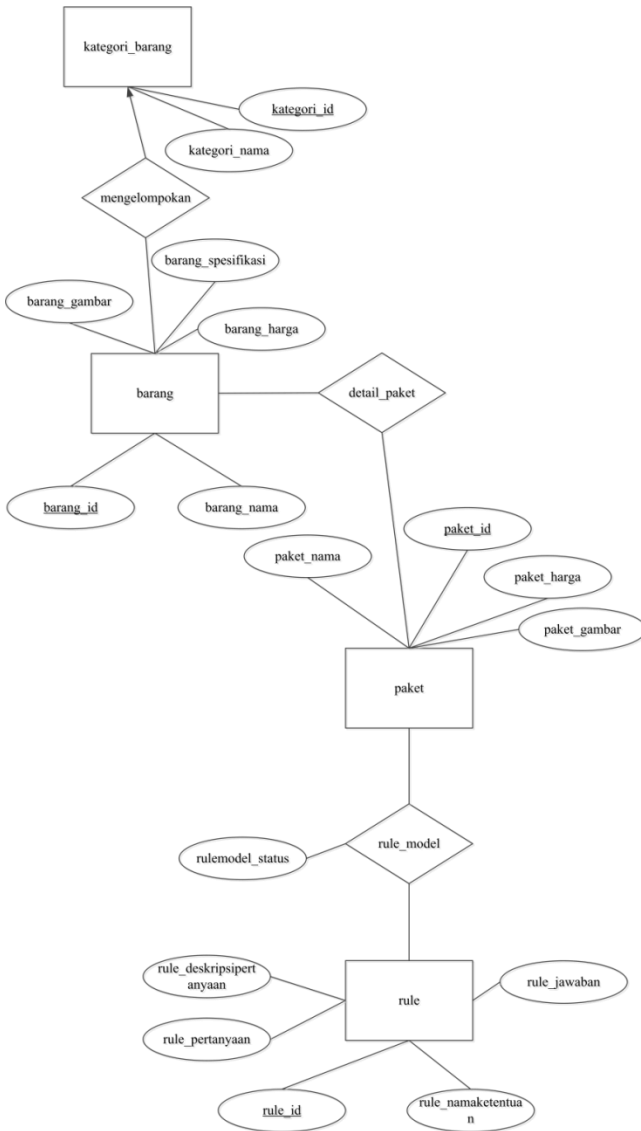 kategori_barang
kategori_id
kategori_nama
mengelompokan
barang_spesifikasi
barang_gambar
barang_harga
barang
detail_paket
barang_id
barang_nama
paket_id
paket_nama
paket_harga
paket_gambar
paket
rulemodel_status
rule_model
rule_deskripsipert
anyaan
rule_jawaban
rule
rule_pertanyaan
rule_id
rule_namaketentua
n